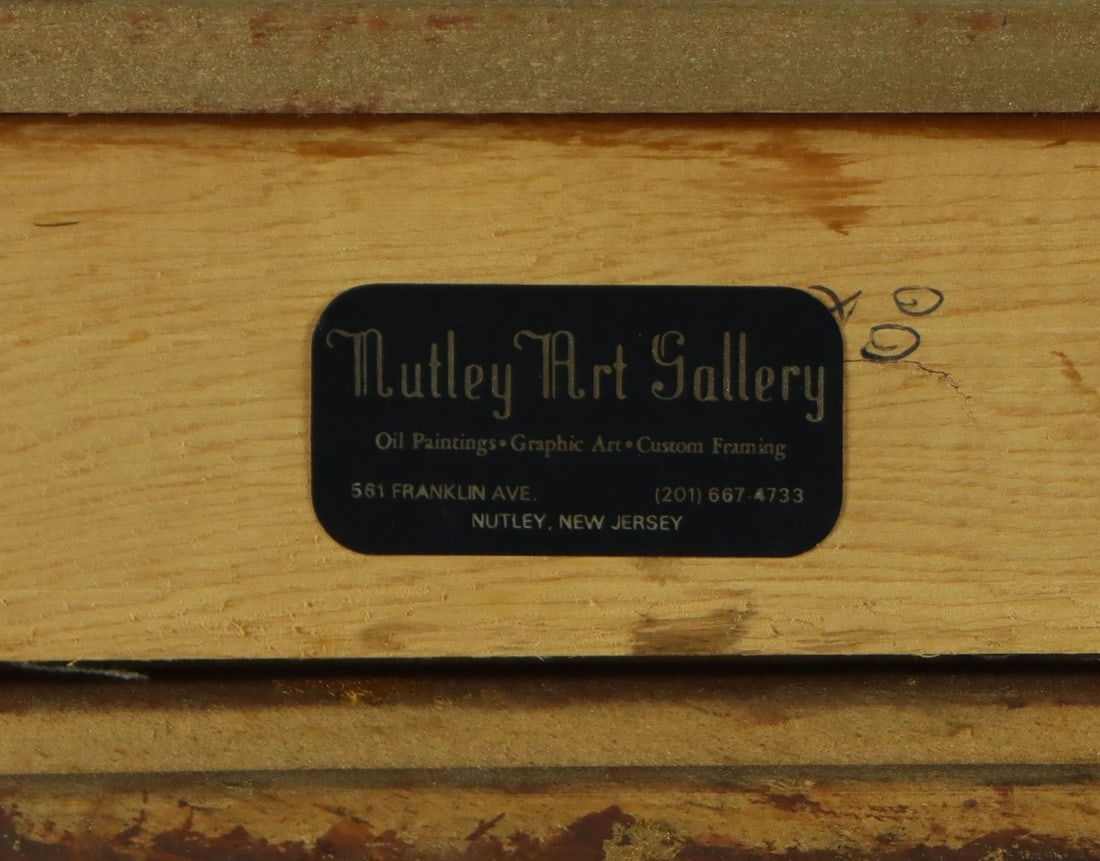 Nutley Art Gallery
Oil Paintings • Graphic Art • Custom Framing
561 FRANKLIN AVE. (201) 667-4733
NUTLEY, NEW JERSEY